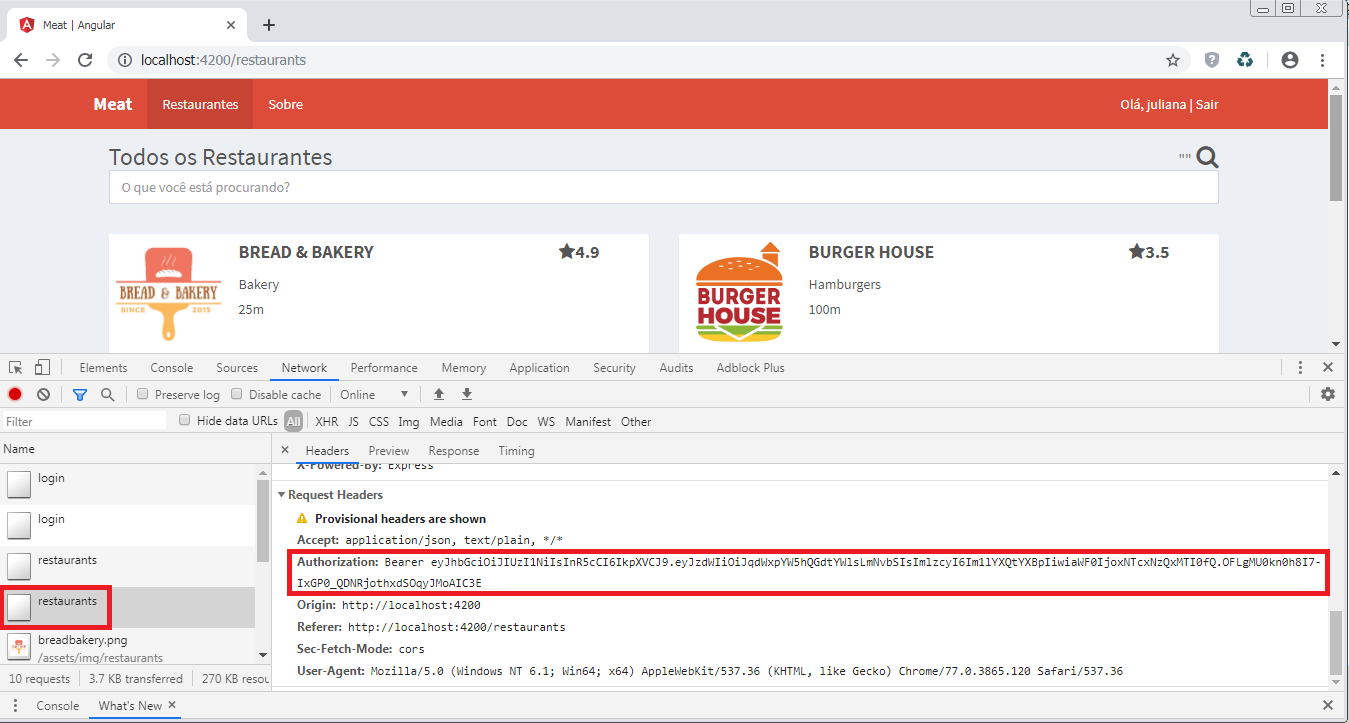 Meat | Angular
localhost:4200/restaurants
Meat Restaurantes Sobre Olá, juliana | Sair
Todos os Restaurantes ""
O que você está procurando?
BREAD & BAKERY
SINCE 2015
BREAD & BAKERY 4.9
Bakery
25m
BURGER
HOUSE
BURGER HOUSE 3.5
Hamburgers
100m
Elements Console Sources Network Performance Memory Application Security Audits Adblock Plus
Preserve log Disable cache Online
Filter Hide data URLs All XHR JS CSS Img Media Font Doc WS Manifest Other
Name
login
login
restaurants
restaurants
breadbakery.png
/assets/img/restaurants
10 requests 3.7 KB transferred 270 KB resou
Headers Preview Response Timing
X-Powered-By: Express
Request Headers
Provisional headers are shown
Accept: application/json, text/plain, */*
Authorization: Bearer eyJhbGciOiJIUzI1NiIsInR5cCI6IkpXVCJ9.eyJzdWIiOiJqdWxpYW5hQGdtYWlsLmNvbSIsImlzcyI6Im1lYXQtYXBpIiwiaWF0IjoxNTcxNzQxMTI0fQ.OFLgMU0kn0h8I7-
IxGP0_QDNRjothxdSOqyJMoAIC3E
Origin: http://localhost:4200
Referer: http://localhost:4200/restaurants
Sec-Fetch-Mode: cors
User-Agent: Mozilla/5.0 (Windows NT 6.1; Win64; x64) AppleWebKit/537.36 (KHTML, like Gecko) Chrome/77.0.3865.120 Safari/537.36
Console What's New